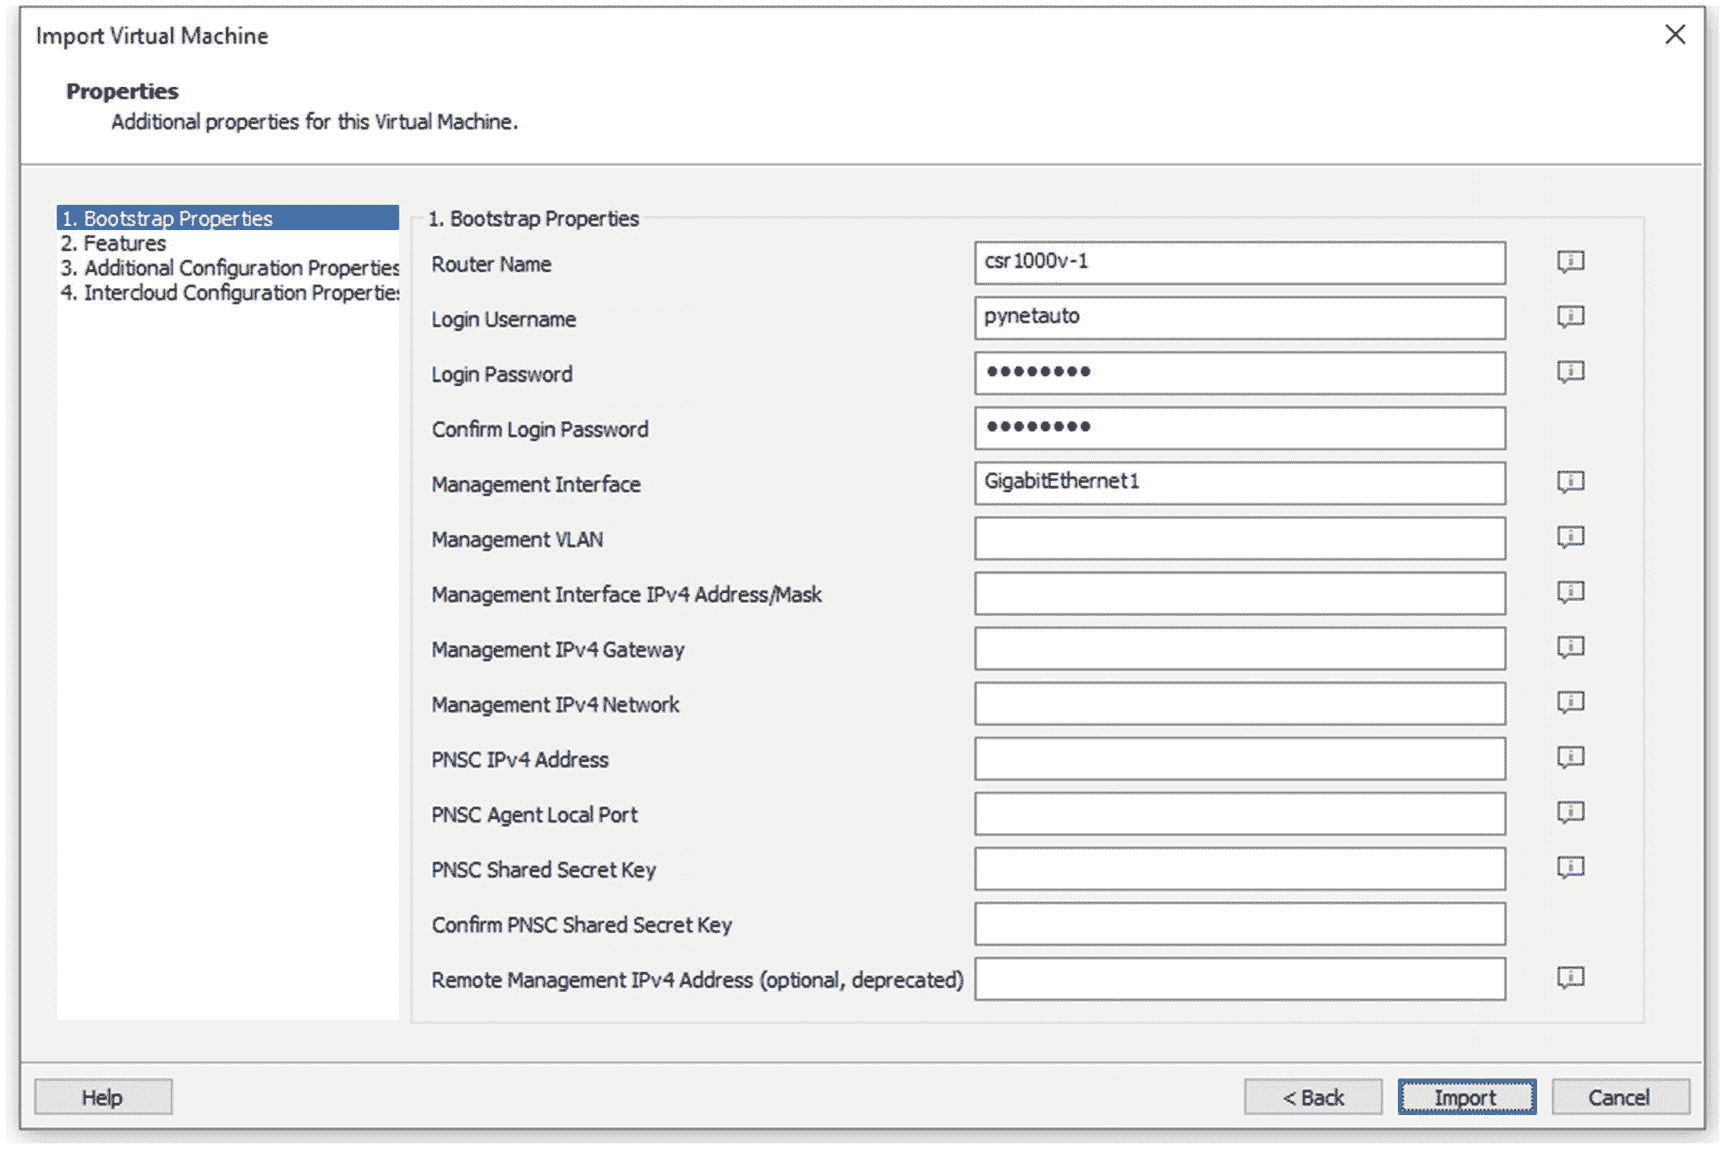 Import Virtual Machine
Properties
Additional properties for this Virtual Machine.
1. Bootstrap Properties
2. Features
3. Additional Configuration Properties
4. Intercloud Configuration Properties
1. Bootstrap Properties
Router Name csr1000v-1
Login Username pynetauto
Login Password ●●●●●●●●
Confirm Login Password ●●●●●●●●
Management Interface GigabitEthernet1
Management VLAN
Management Interface IPv4 Address/Mask
Management IPv4 Gateway
Management IPv4 Network
PNSC IPv4 Address
PNSC Agent Local Port
PNSC Shared Secret Key
Confirm PNSC Shared Secret Key
Remote Management IPv4 Address (optional, deprecated)
Help < Back Import Cancel